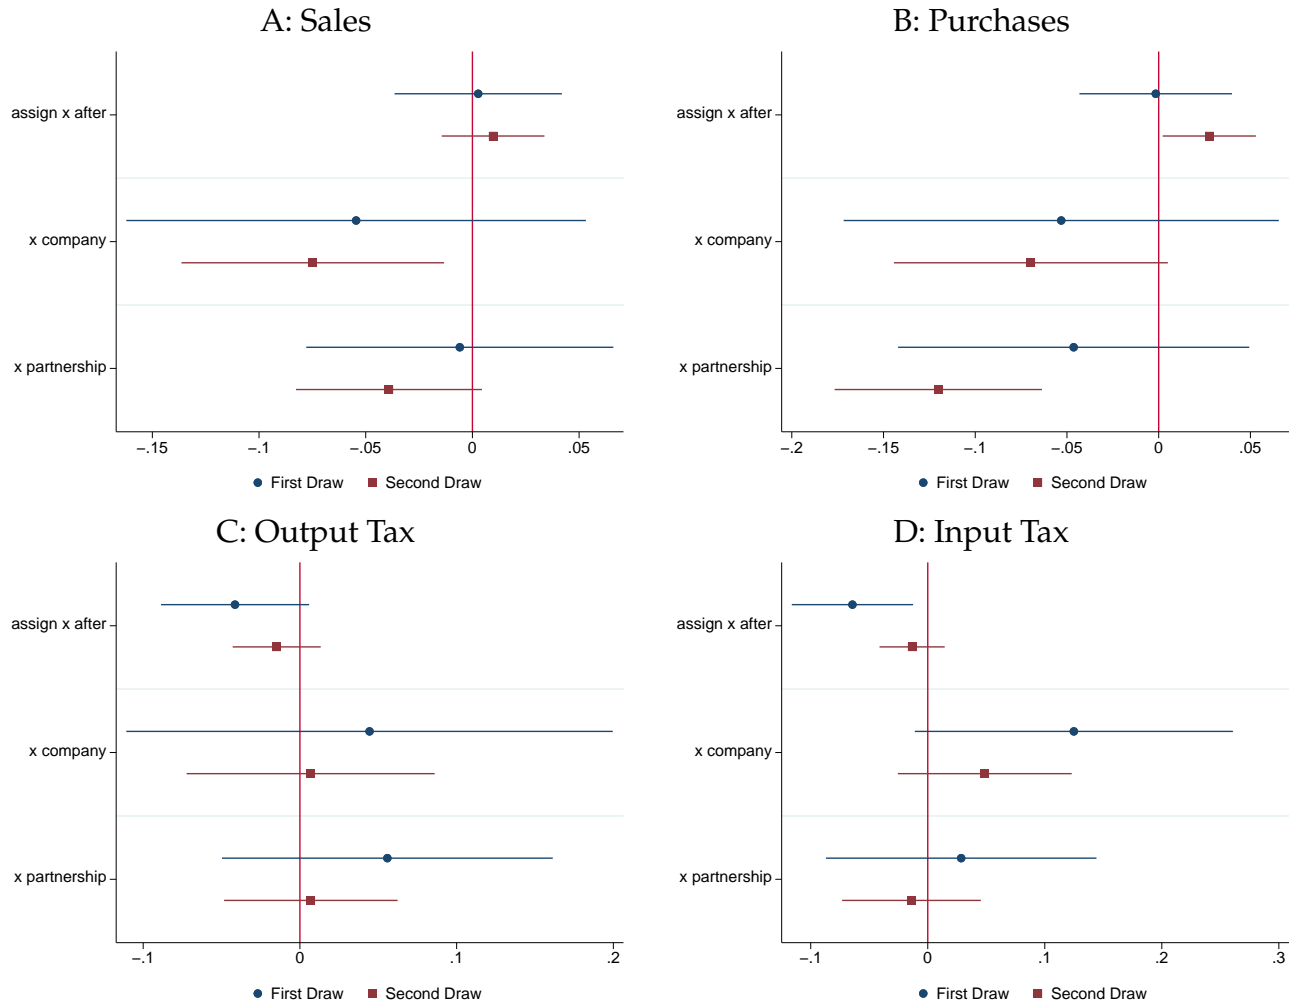 A: Sales
assign x after
x company
x partnership
−.15 −.1 −.05 0 .05
First Draw Second Draw
B: Purchases
assign x after
x company
x partnership
−.2 −.15 −.1 −.05 0 .05
First Draw Second Draw
C: Output Tax
assign x after
x company
x partnership
−.1 0 .1 .2
First Draw Second Draw
D: Input Tax
assign x after
x company
x partnership
−.1 0 .1 .2 .3
First Draw Second Draw